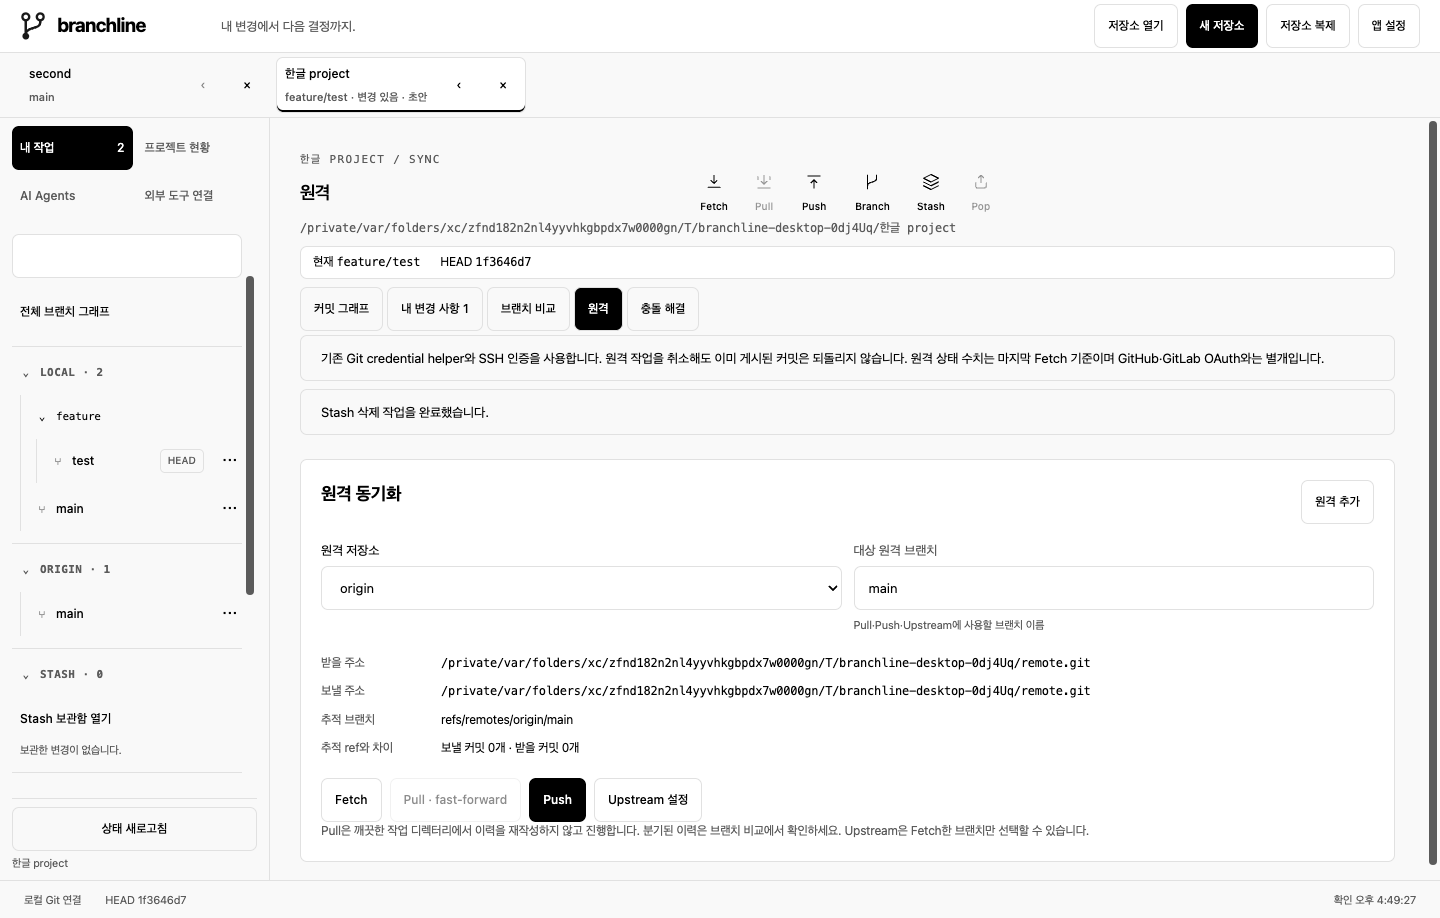 branchline
내 변경에서 다음 결정까지.
저장소 열기
새 저장소
저장소 복제
앱 설정
second
main
한글 project
feature/test · 변경 있음 · 초안
내 작업 2
프로젝트 현황
AI Agents
외부 도구 연결
전체 브랜치 그래프
LOCAL · 2
feature
test HEAD
main
ORIGIN · 1
main
STASH · 0
Stash 보관함 열기
보관한 변경이 없습니다.
상태 새로고침
한글 project
한글 PROJECT / SYNC
원격
Fetch
Pull
Push
Branch
Stash
Pop
/private/var/folders/xc/zfnd182n2nl4yyvhkgbpdx7w0000gn/T/branchline-desktop-0dj4Uq/한글 project
현재 feature/test HEAD 1f3646d7
커밋 그래프
내 변경 사항 1
브랜치 비교
원격
충돌 해결
기존 Git credential helper와 SSH 인증을 사용합니다. 원격 작업을 취소해도 이미 게시된 커밋은 되돌리지 않습니다. 원격 상태 수치는 마지막 Fetch 기준이며 GitHub·GitLab OAuth와는 별개입니다.
Stash 삭제 작업을 완료했습니다.
원격 동기화
원격 추가
원격 저장소
origin
대상 원격 브랜치
main
Pull·Push·Upstream에 사용할 브랜치 이름
받을 주소 /private/var/folders/xc/zfnd182n2nl4yyvhkgbpdx7w0000gn/T/branchline-desktop-0dj4Uq/remote.git
보낼 주소 /private/var/folders/xc/zfnd182n2nl4yyvhkgbpdx7w0000gn/T/branchline-desktop-0dj4Uq/remote.git
추적 브랜치 refs/remotes/origin/main
추적 ref와 차이 보낼 커밋 0개 · 받을 커밋 0개
Fetch
Pull · fast-forward
Push
Upstream 설정
Pull은 깨끗한 작업 디렉터리에서 이력을 재작성하지 않고 진행합니다. 분기된 이력은 브랜치 비교에서 확인하세요. Upstream은 Fetch한 브랜치만 선택할 수 있습니다.
로컬 Git 연결
HEAD 1f3646d7
확인 오후 4:49:27